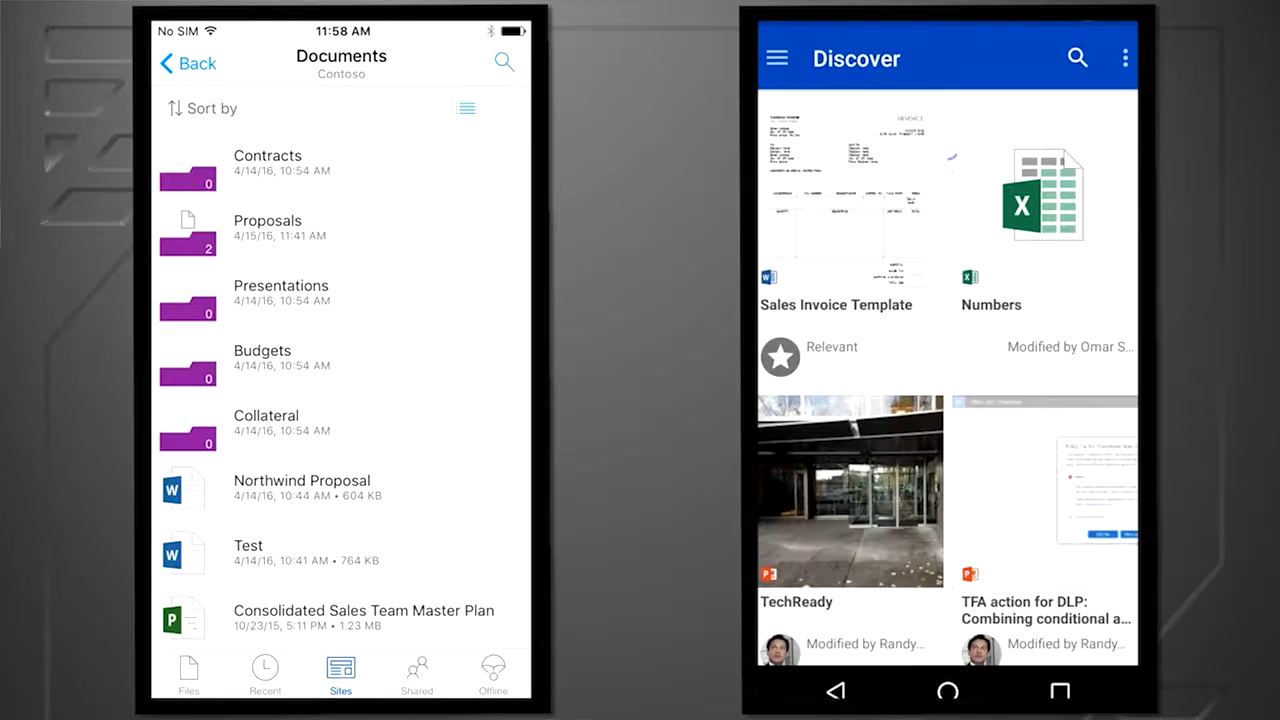 No SIM
11:58 AM
Back
Documents
Contoso
Sort by
Contracts
4/14/16, 10:54 AM
0
Proposals
4/15/16, 11:41 AM
2
Presentations
4/14/16, 10:54 AM
0
Budgets
4/14/16, 10:54 AM
0
Collateral
4/14/16, 10:54 AM
0
W
Northwind Proposal
4/14/16, 10:44 AM • 604 KB
W
Test
4/14/16, 10:41 AM • 764 KB
P
Consolidated Sales Team Master Plan
10/23/15, 5:11 PM • 1.23 MB
Files
Recent
Sites
Shared
Offline
Discover
INVOICE
X
Sales Invoice Template
Numbers
Relevant
Modified by Omar S...
TechReady
TFA action for DLP:
Combining conditional a...
Modified by Randy...
Modified by Randy...